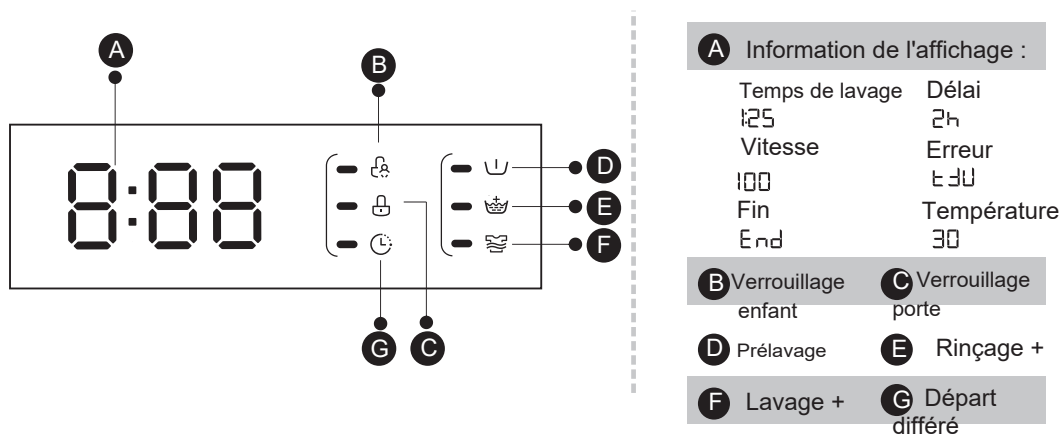 A
B
8:88
D
E
F
G
C
A Information de l'affichage :
Temps de lavage Délai
1:25 2h
Vitesse Erreur
100 E3U
Fin Température
End 30
B Verrouillage enfant
C Verrouillage porte
D Prélavage
E Rinçage +
F Lavage +
G Départ différé